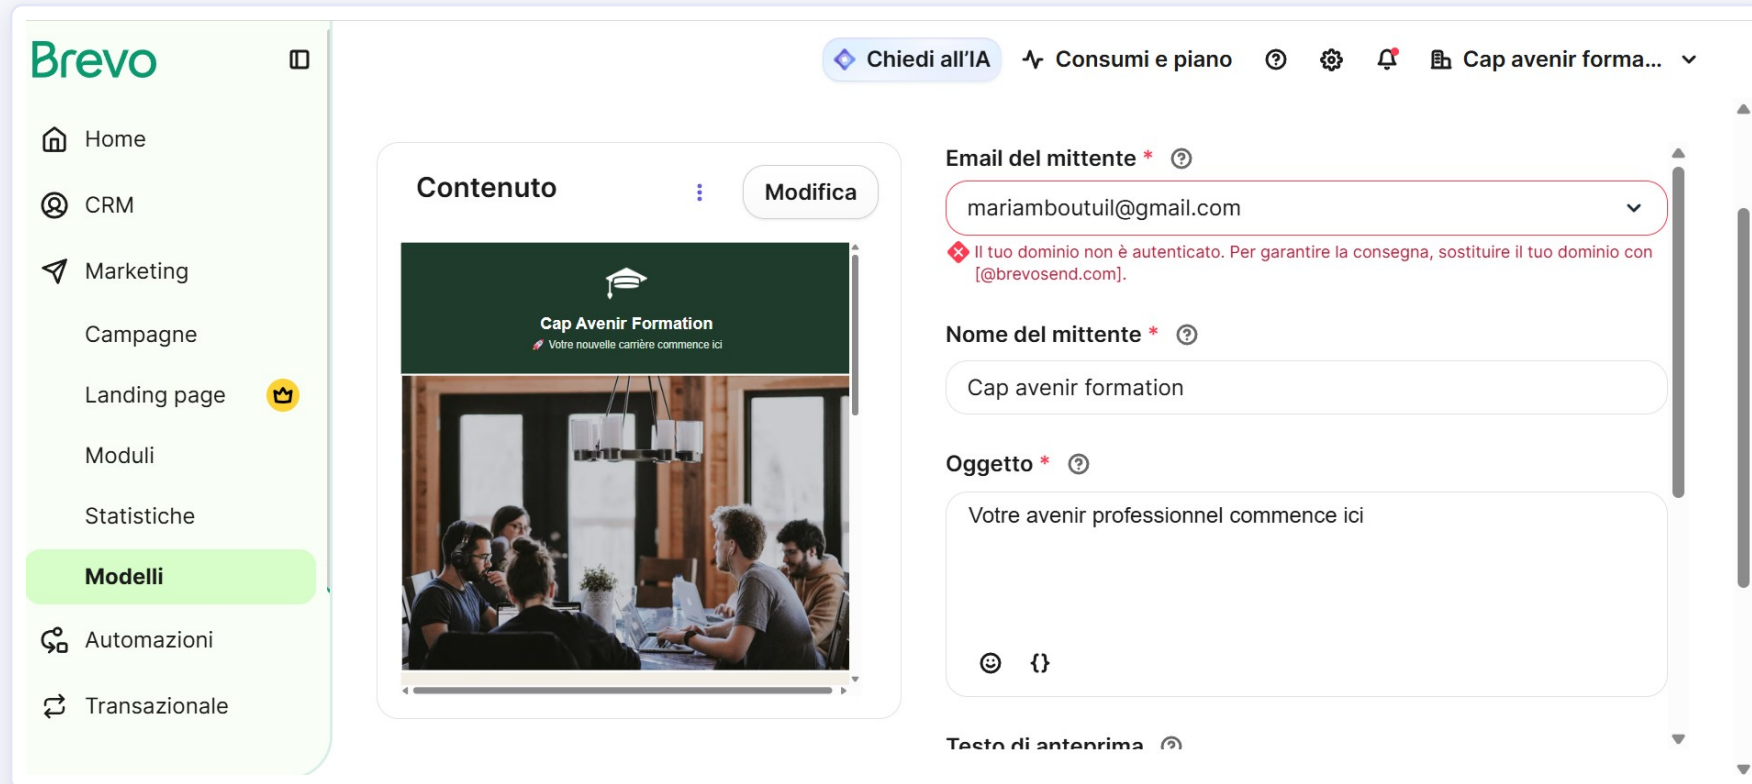 Brevo
Chiedi all'IA
Consumi e piano
Cap avenir forma...
Home
CRM
Marketing
Campagne
Landing page
Moduli
Statistiche
Modelli
Automazioni
Transazionale
Contenuto
Modifica
Cap Avenir Formation
🚀 Votre nouvelle carrière commence ici
Email del mittente *
mariamboutuil@gmail.com
Il tuo dominio non è autenticato. Per garantire la consegna, sostituire il tuo dominio con
[@brevosend.com].
Nome del mittente *
Cap avenir formation
Oggetto *
Votre avenir professionnel commence ici
{}
Testo di anteprima